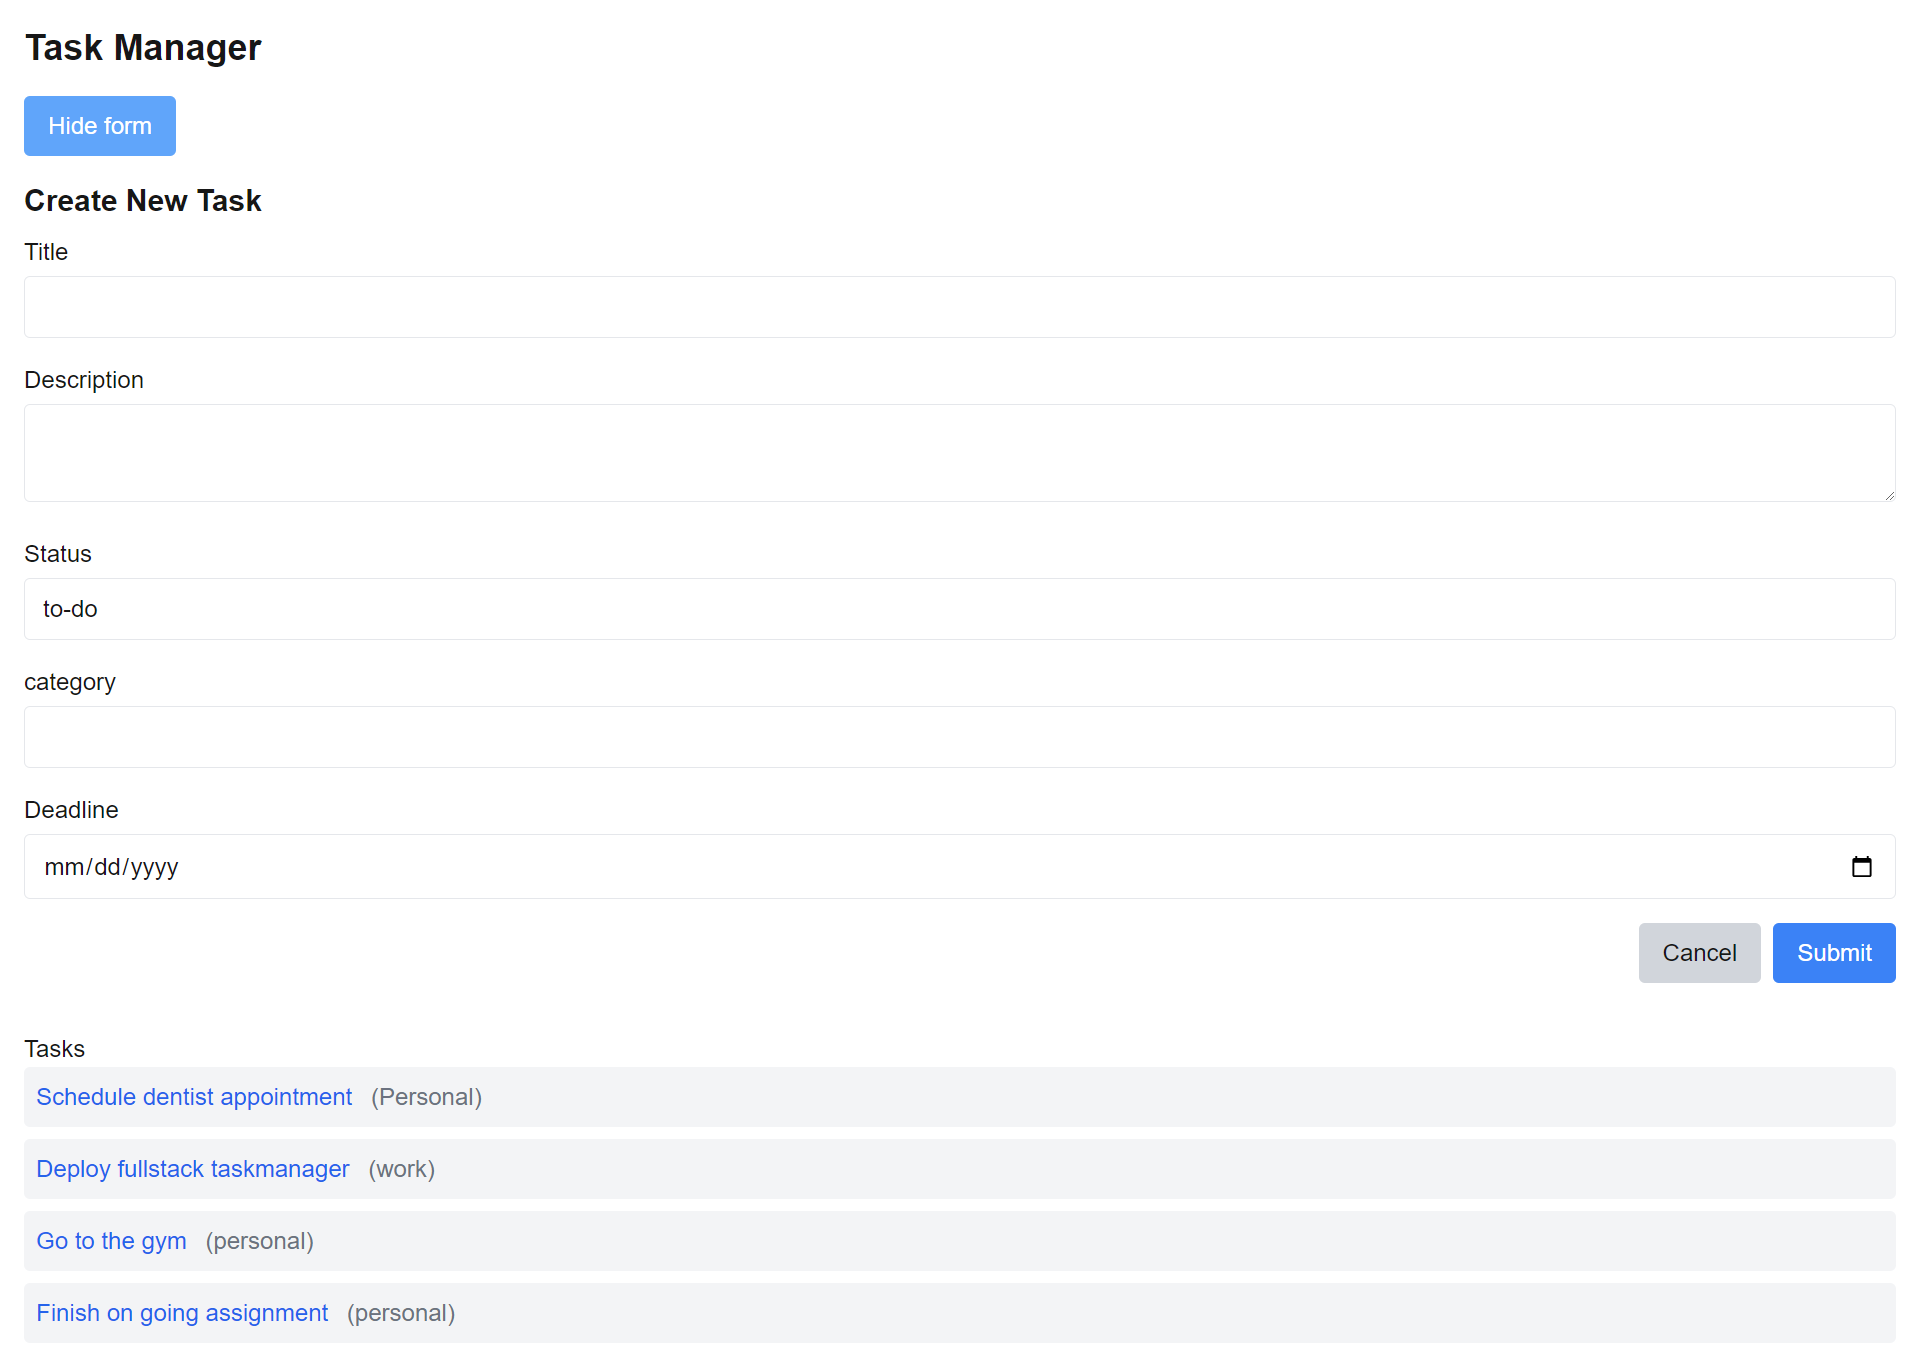 Task Manager
Hide form
Create New Task
Title
Description
Status
to-do
category
Deadline
mm/dd/yyyy
Cancel Submit
Tasks
Schedule dentist appointment (Personal)
Deploy fullstack taskmanager (work)
Go to the gym (personal)
Finish on going assignment (personal)